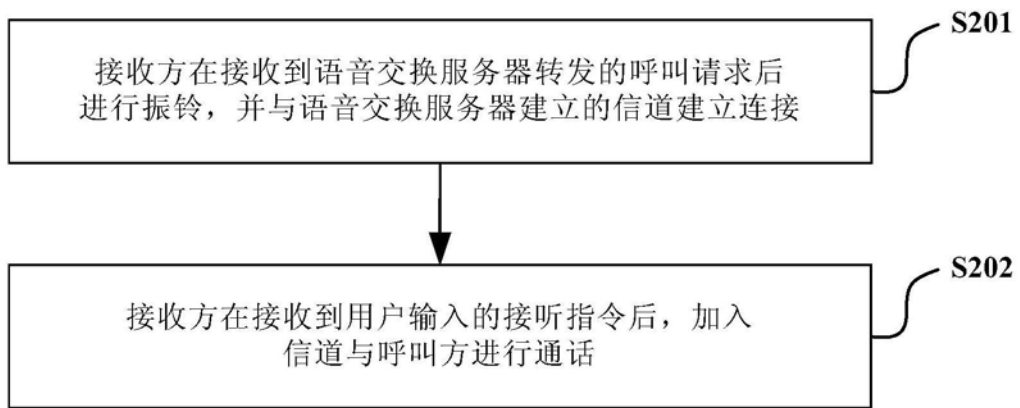 S201
接收方在接收到语音交换服务器转发的呼叫请求后
进行振铃，并与语音交换服务器建立的信道建立连接
S202
接收方在接收到用户输入的接听指令后，加入
信道与呼叫方进行通话